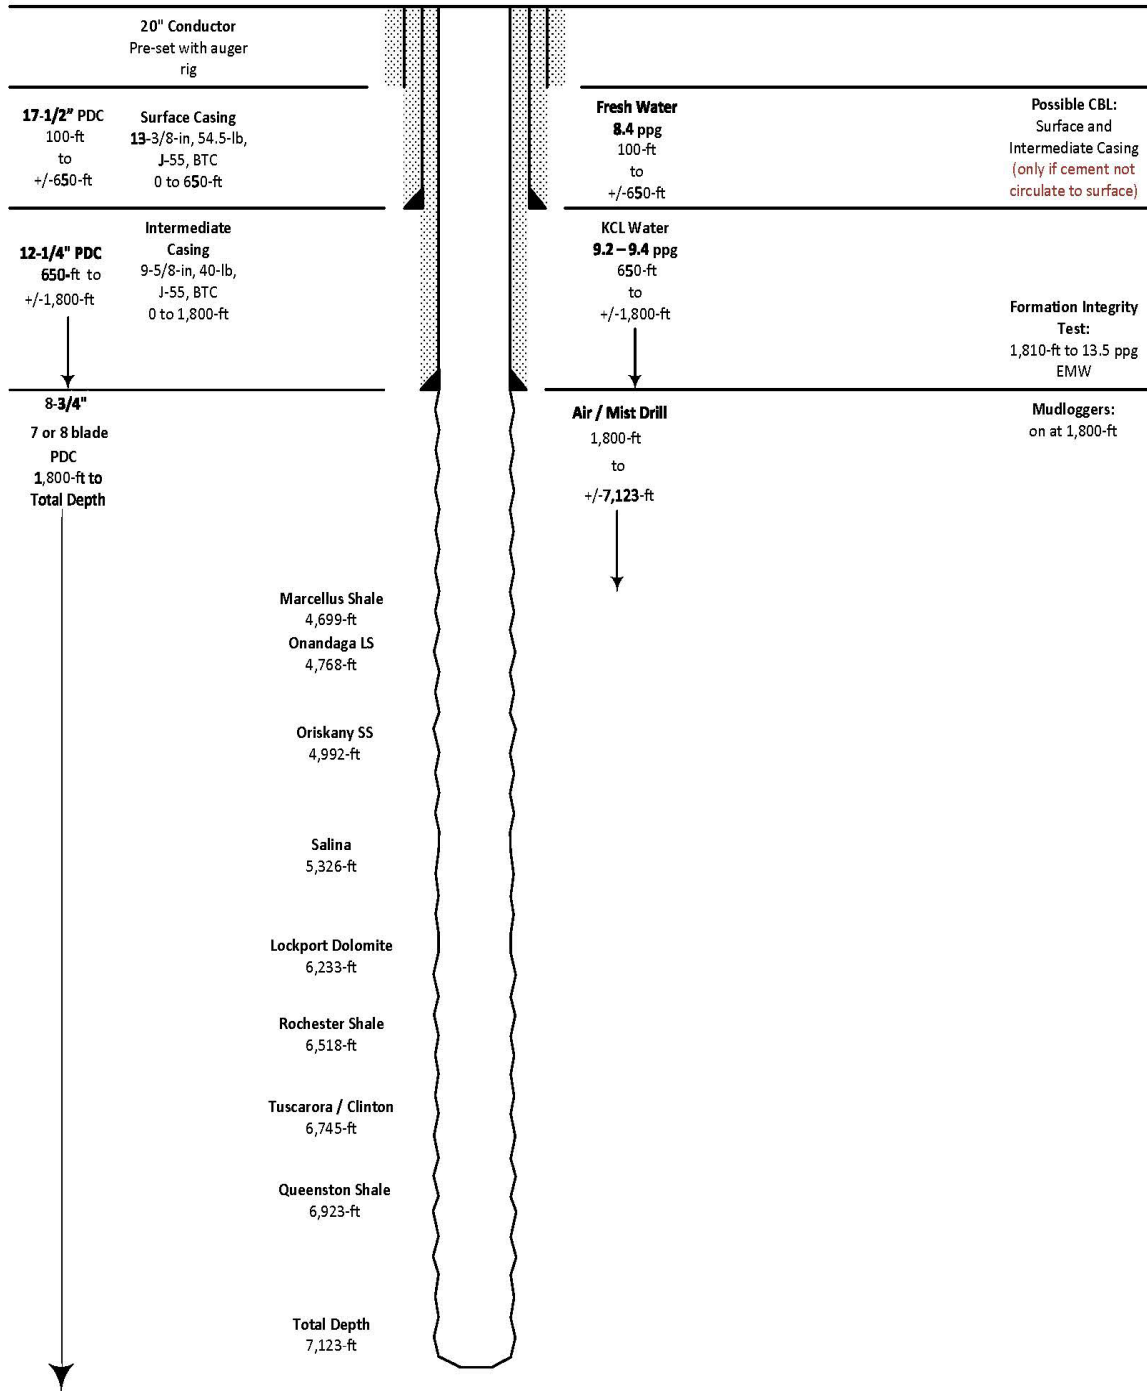 20" Conductor
Pre-set with auger
rig
17-1/2" PDC
100-ft
to
+/-650-ft
Surface Casing
13-3/8-in, 54.5-lb,
J-55, BTC
0 to 650-ft
Fresh Water
8.4 ppg
100-ft
to
+/-650-ft
Possible CBL:
Surface and
Intermediate Casing
(only if cement not
circulate to surface)
12-1/4" PDC
650-ft to
+/-1,800-ft
Intermediate
Casing
9-5/8-in, 40-lb,
J-55, BTC
0 to 1,800-ft
KCL Water
9.2 – 9.4 ppg
650-ft
to
+/-1,800-ft
Formation Integrity
Test:
1,810-ft to 13.5 ppg
EMW
8-3/4"
7 or 8 blade
PDC
1,800-ft to
Total Depth
Air / Mist Drill
1,800-ft
to
+/-7,123-ft
Mudloggers:
on at 1,800-ft
Marcellus Shale
4,699-ft
Onandaga LS
4,768-ft
Oriskany SS
4,992-ft
Salina
5,326-ft
Lockport Dolomite
6,233-ft
Rochester Shale
6,518-ft
Tuscarora / Clinton
6,745-ft
Queenston Shale
6,923-ft
Total Depth
7,123-ft